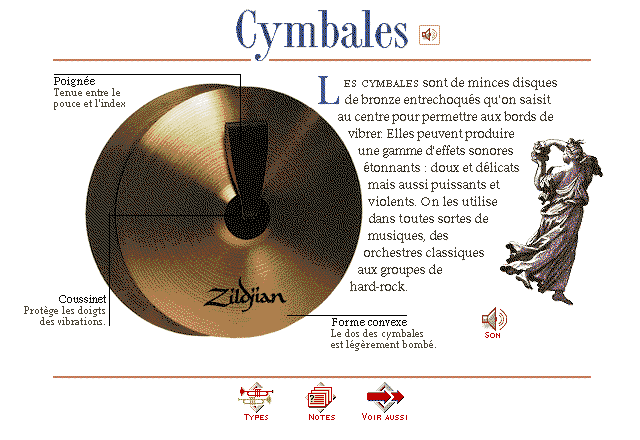 Cymbales
Poignée
Tenue entre le
pouce et l'index
LES CYMBALES sont de minces disques
de bronze entrechoqués qu'on saisit
au centre pour permettre aux bords de
vibrer. Elles peuvent produire
une gamme d'effets sonores
étonnants : doux et délicats
mais aussi puissants et
violents. On les utilise
dans toutes sortes de
musiques, des
orchestres classiques
aux groupes de
hard-rock.
Zildjian
Coussinet
Protège les doigts
des vibrations.
Forme convexe
Le dos des cymbales
est légèrement bombé.
SON
TYPES
NOTES
VOIR AUSSI